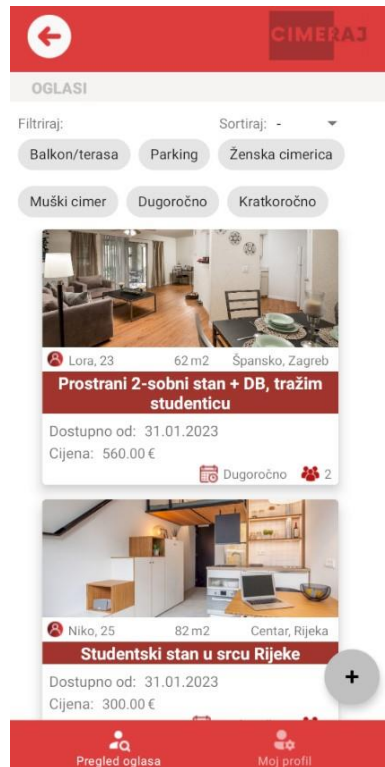 CIMERAJ
OGLASI
Filtriraj:
Sortiraj: -
Balkon/terasa
Parking
Ženska cimerica
Muški cimer
Dugoročno
Kratkoročno
Lora, 23
62 m2
Špansko, Zagreb
Prostrani 2-sobni stan + DB, tražim
studenticu
Dostupno od: 31.01.2023
Cijena: 560.00 €
Dugoročno
2
Niko, 25
82 m2
Centar, Rijeka
Studentski stan u srcu Rijeke
Dostupno od: 31.01.2023
Cijena: 300.00 €
+
Pregled oglasa
Moj profil